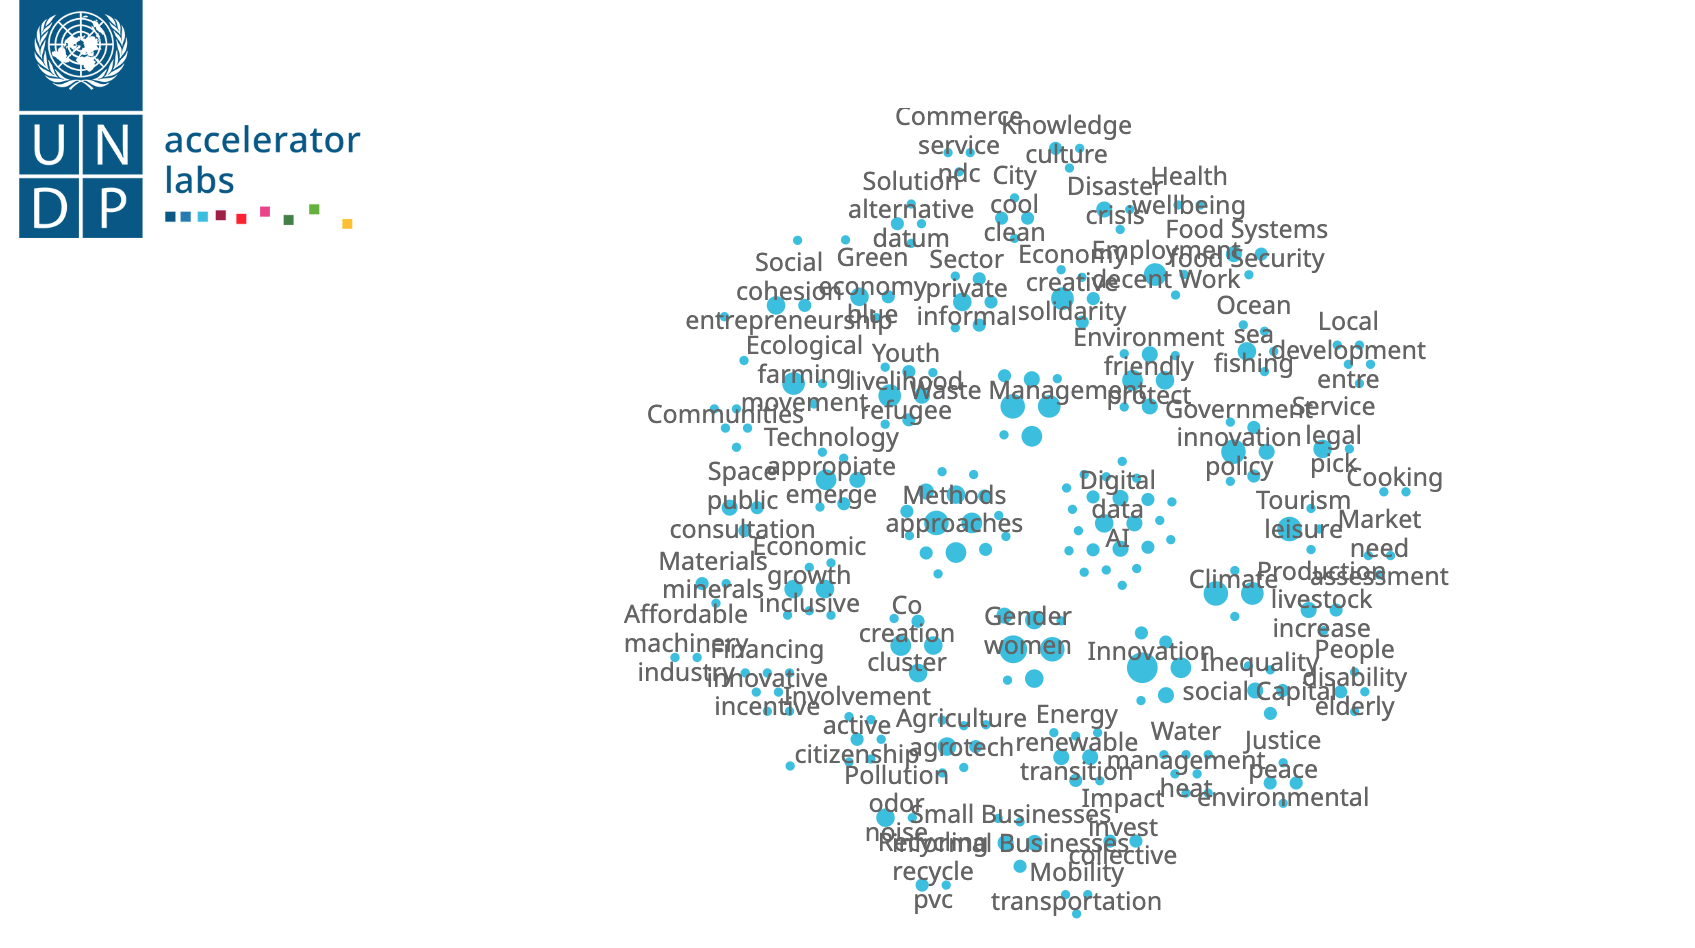 UN
DP
accelerator
labs
Commerce
service
ndc
Knowledge
culture
Solution
alternative
datum
City
cool
clean
Disaster
crisis
Health
wellbeing
Food Systems
food Security
Social
cohesion
entrepreneurship
Green
economy
blue
Sector
private
informal
Economy
creative
solidarity
Employment
decent Work
Ocean
sea
fishing
Local
development
entre
Ecological
farming
movement
Youth
livelihood
refugee
Waste Management
Environment
friendly
protect
Communities
Technology
appropiate
emerge
Government
innovation
policy
Service
legal
pick
Cooking
Space
public
consultation
Methods
approaches
Digital
data
AI
Tourism
leisure
Market
need
assessment
Materials
minerals
Economic
growth
inclusive
Climate
Production
livestock
increase
Affordable
machinery
industry
Financing
innovative
incentive
Co
creation
cluster
Gender
women
Innovation
Inequality
social Capital
People
disability
elderly
Involvement
active
citizenship
Agriculture
agrotech
Energy
renewable
transition
Water
management
heat
Justice
peace
environmental
Pollution
odor
noise
Small Businesses
informal Businesses
Impact
invest
collective
Recycling
recycle
pvc
Mobility
transportation